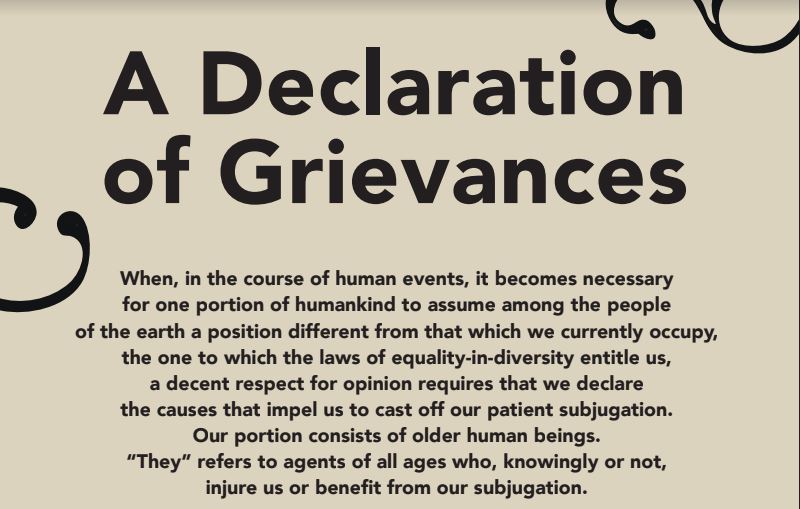 A Declaration
of Grievances
When, in the course of human events, it becomes necessary
for one portion of humankind to assume among the people
of the earth a position different from that which we currently occupy,
the one to which the laws of equality-in-diversity entitle us,
a decent respect for opinion requires that we declare
the causes that impel us to cast off our patient subjugation.
Our portion consists of older human beings.
“They” refers to agents of all ages who, knowingly or not,
injure us or benefit from our subjugation.